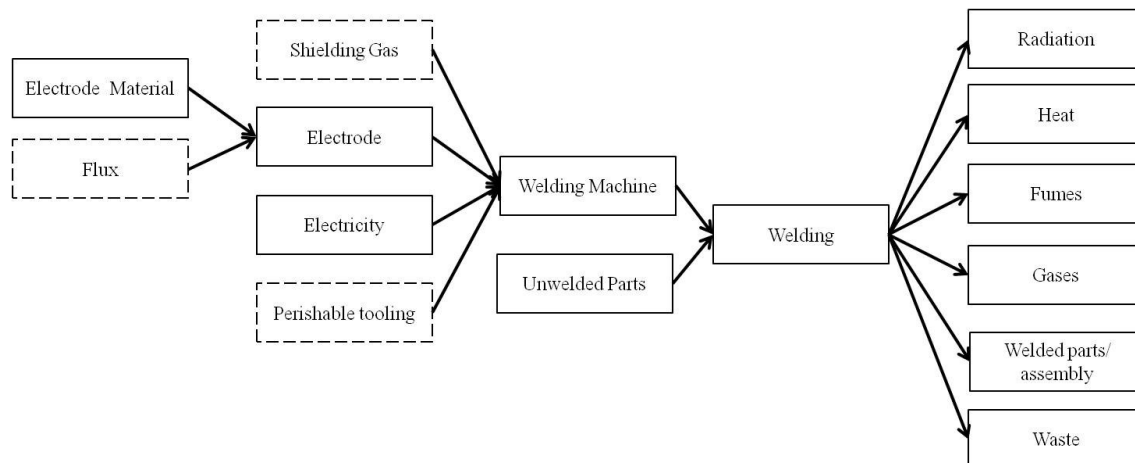 Electrode Material
Flux
Shielding Gas
Electrode
Electricity
Perishable tooling
Welding Machine
Unwelded Parts
Welding
Radiation
Heat
Fumes
Gases
Welded parts/
assembly
Waste